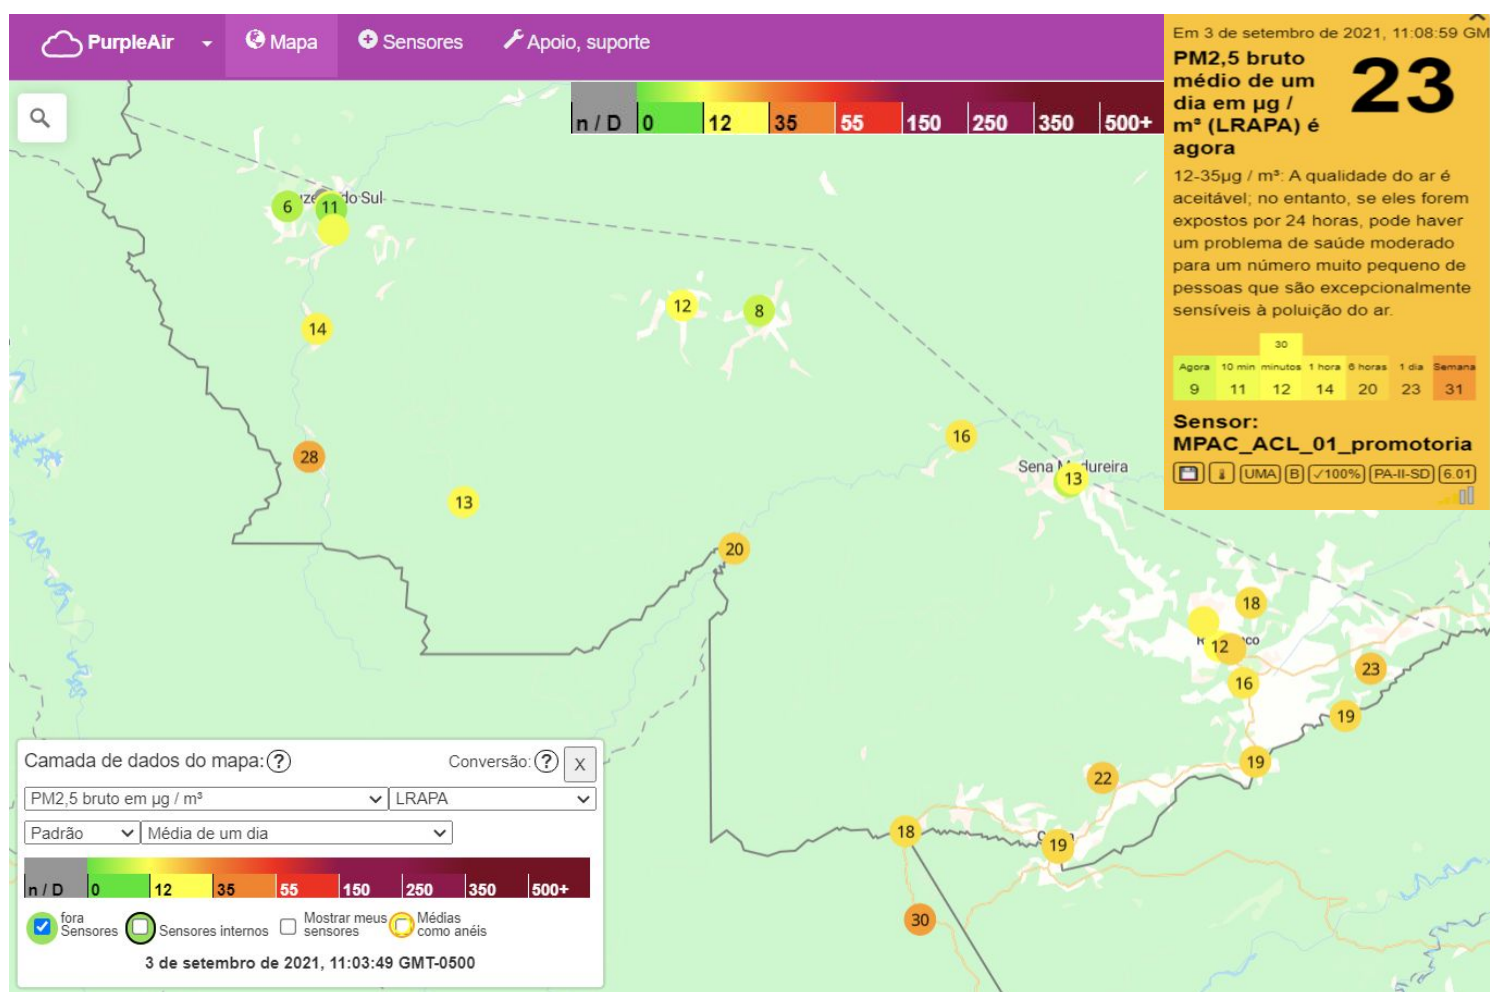 PurpleAir
Mapa
Sensores
Apoio, suporte
n / D 0 12 35 55 150 250 350 500+
Em 3 de setembro de 2021, 11:08:59 GM
PM2,5 bruto
médio de um
dia em µg /
m³ (LRAPA) é
agora
23
12-35µg / m³: A qualidade do ar é
aceitável; no entanto, se eles forem
expostos por 24 horas, pode haver
um problema de saúde moderado
para um número muito pequeno de
pessoas que são excepcionalmente
sensíveis à poluição do ar.
30
Agora 10 min minutos 1 hora 6 horas 1 dia Semana
9 11 12 14 20 23 31
Sensor:
MPAC_ACL_01_promotoria
UMA B ✓100% PA-II-SD 6.01
6 11 do Sul
14
12
8
28
13
16
Sena
13
20
18
12
16
23
19
19
22
18
19
30
Camada de dados do mapa: ? Conversão: ? X
PM2,5 bruto em µg / m³ LRAPA
Padrão Média de um dia
n / D 0 12 35 55 150 250 350 500+
fora
Sensores
Sensores internos
Mostrar meus
sensores
Médias
como anéis
3 de setembro de 2021, 11:03:49 GMT-0500